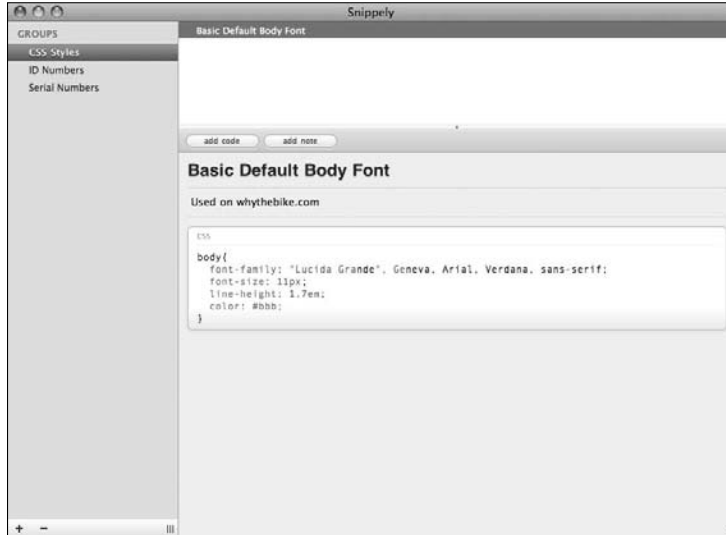 Snippely
GROUPS
CSS Styles
ID Numbers
Serial Numbers
Basic Default Body Font
add code
add note
Basic Default Body Font
Used on whythebike.com
CSS
body{
font-family: "Lucida Grande", Geneva, Arial, Verdana, sans-serif;
font-size: 11px;
line-height: 1.7em;
color: #bbb;
}
+ -